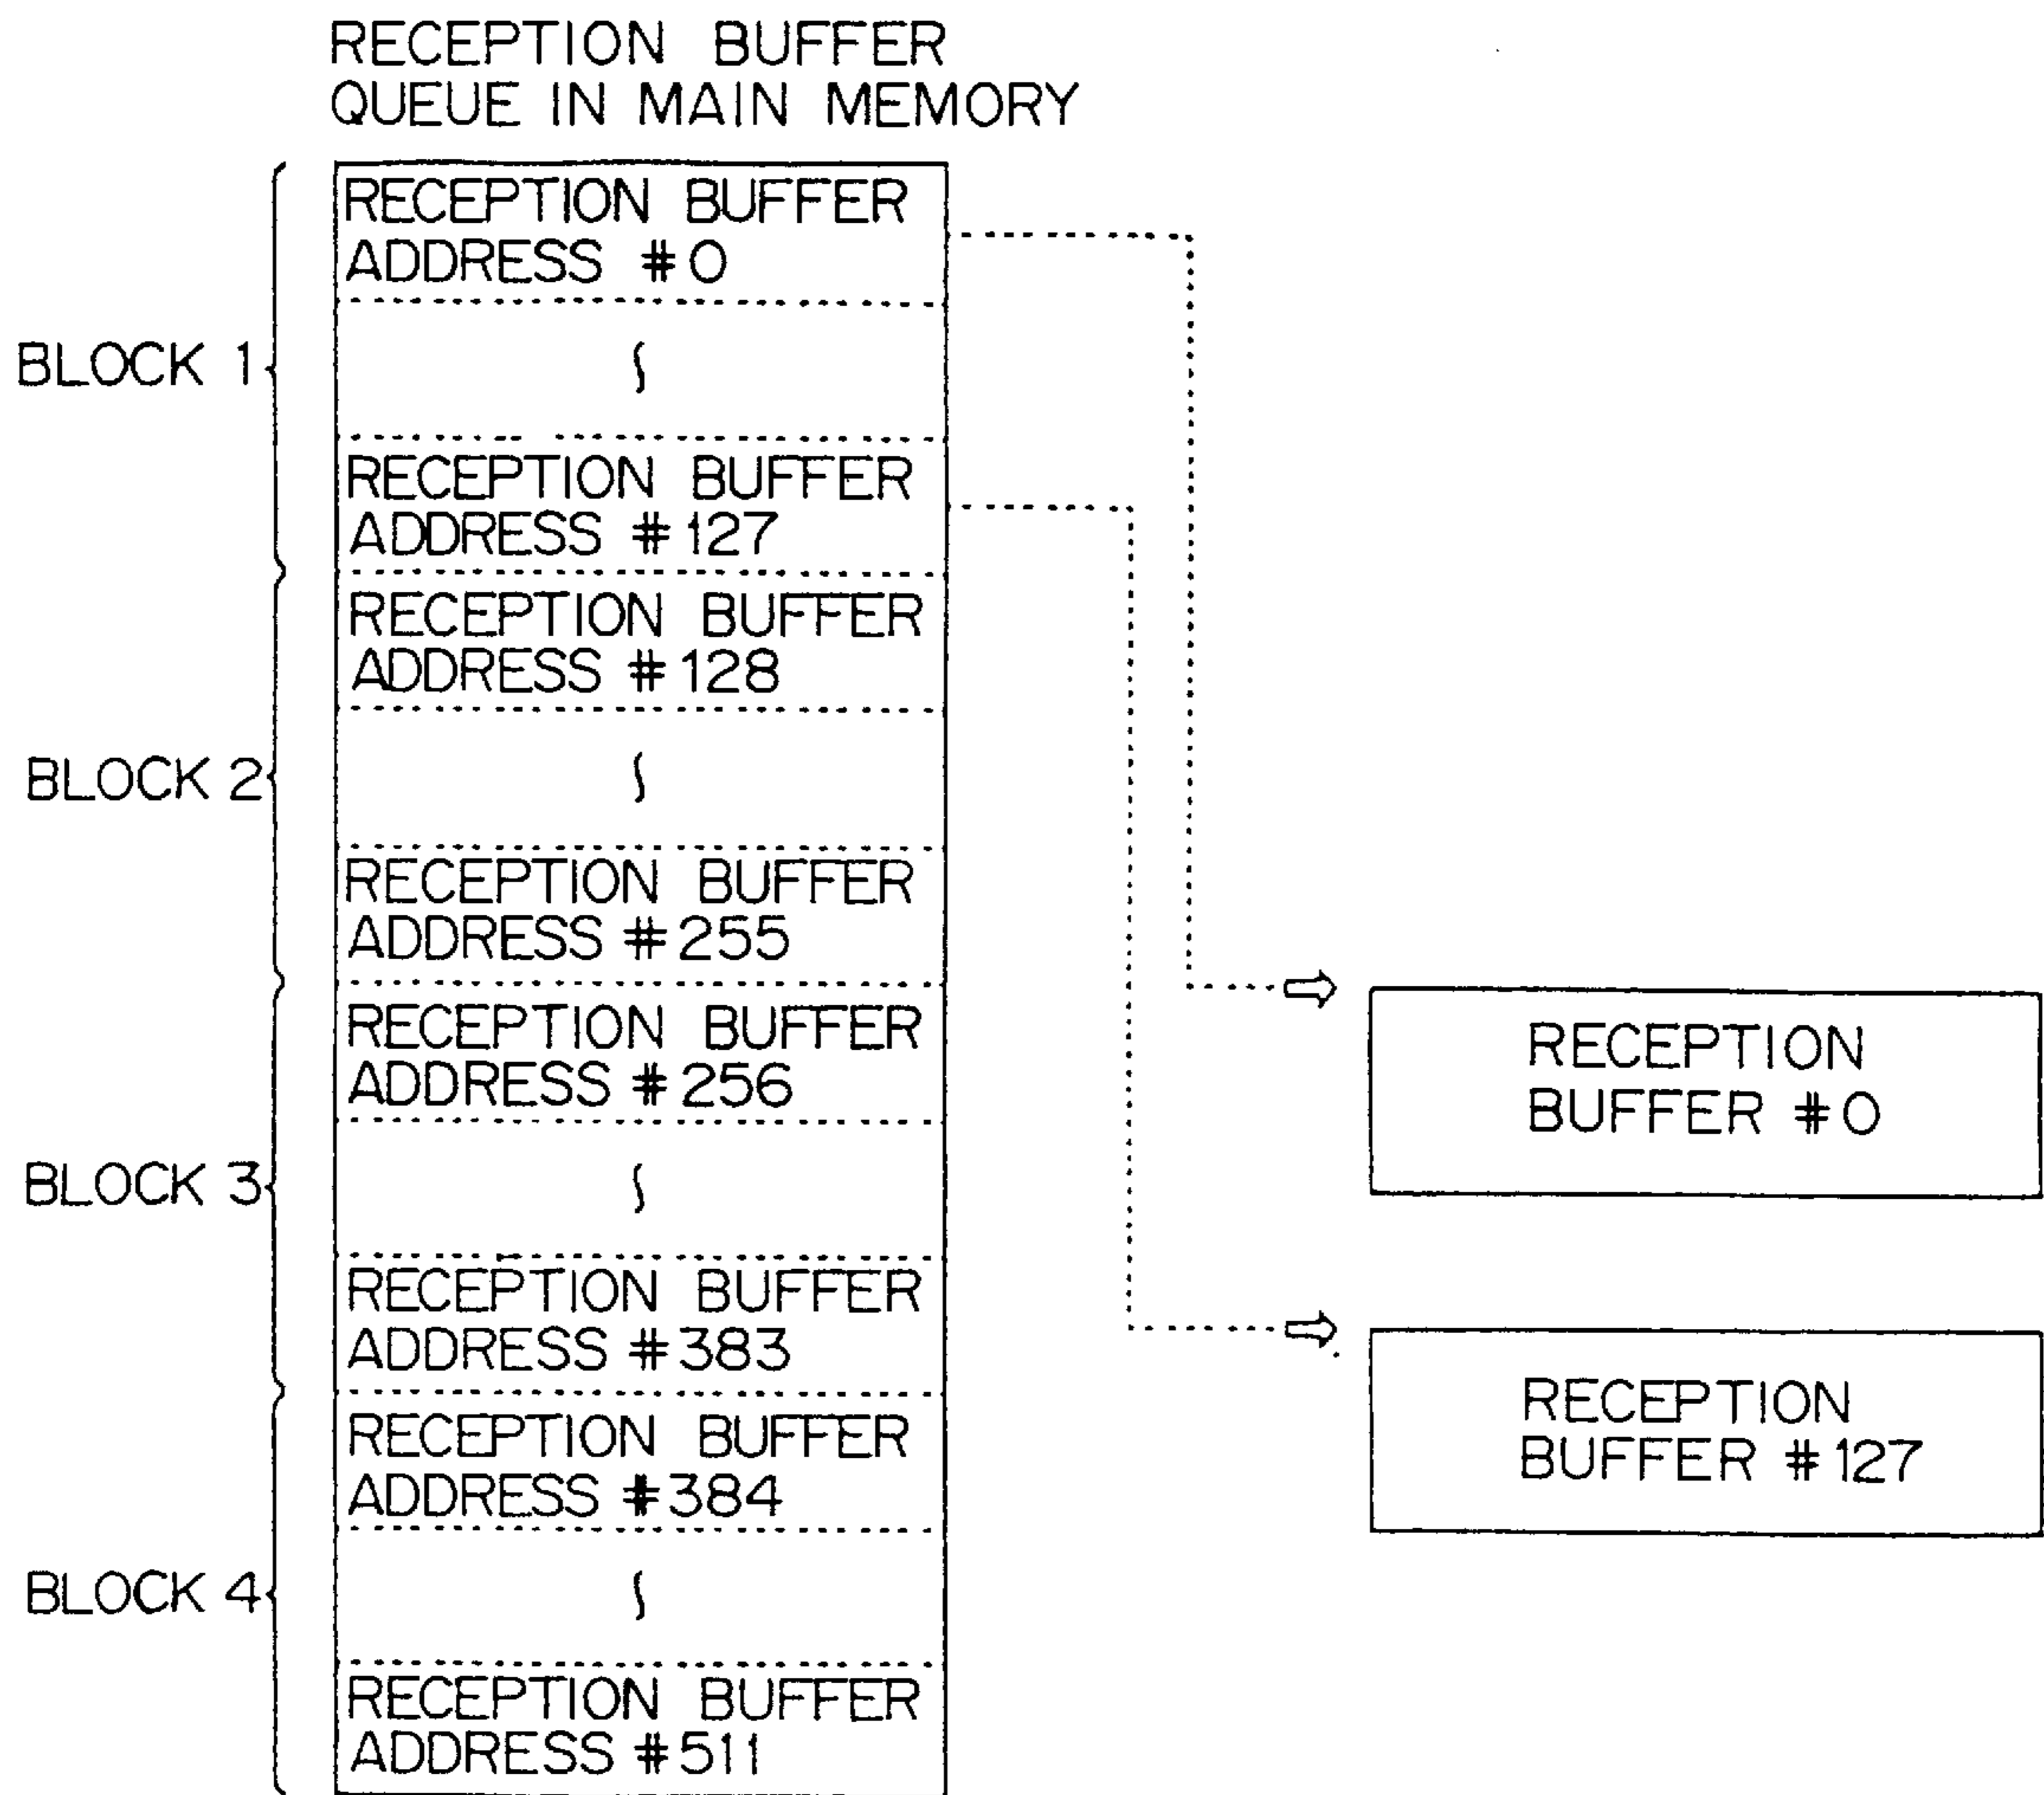 RECEPTION BUFFER
QUEUE IN MAIN MEMORY
BLOCK 1
RECEPTION BUFFER
ADDRESS #0
RECEPTION BUFFER
ADDRESS #127
BLOCK 2
RECEPTION BUFFER
ADDRESS #128
RECEPTION BUFFER
ADDRESS #255
BLOCK 3
RECEPTION BUFFER
ADDRESS #256
RECEPTION BUFFER
ADDRESS #383
BLOCK 4
RECEPTION BUFFER
ADDRESS #384
RECEPTION BUFFER
ADDRESS #511
RECEPTION
BUFFER #0
RECEPTION
BUFFER #127